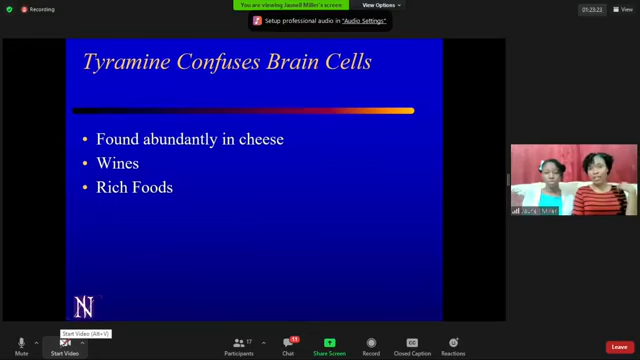 Recording
You are viewing Jaunell Miller's screen
View Options
01:23:23
View
Setup professional audio in "Audio Settings"
Tyramine Confuses Brain Cells
• Found abundantly in cheese
• Wines
• Rich Foods
N
Jaunell Miller
Start Video (Alt+V)
Mute
Start Video
17
Participants
11
Chat
Share Screen
Record
CC
Closed Caption
Reactions
Leave